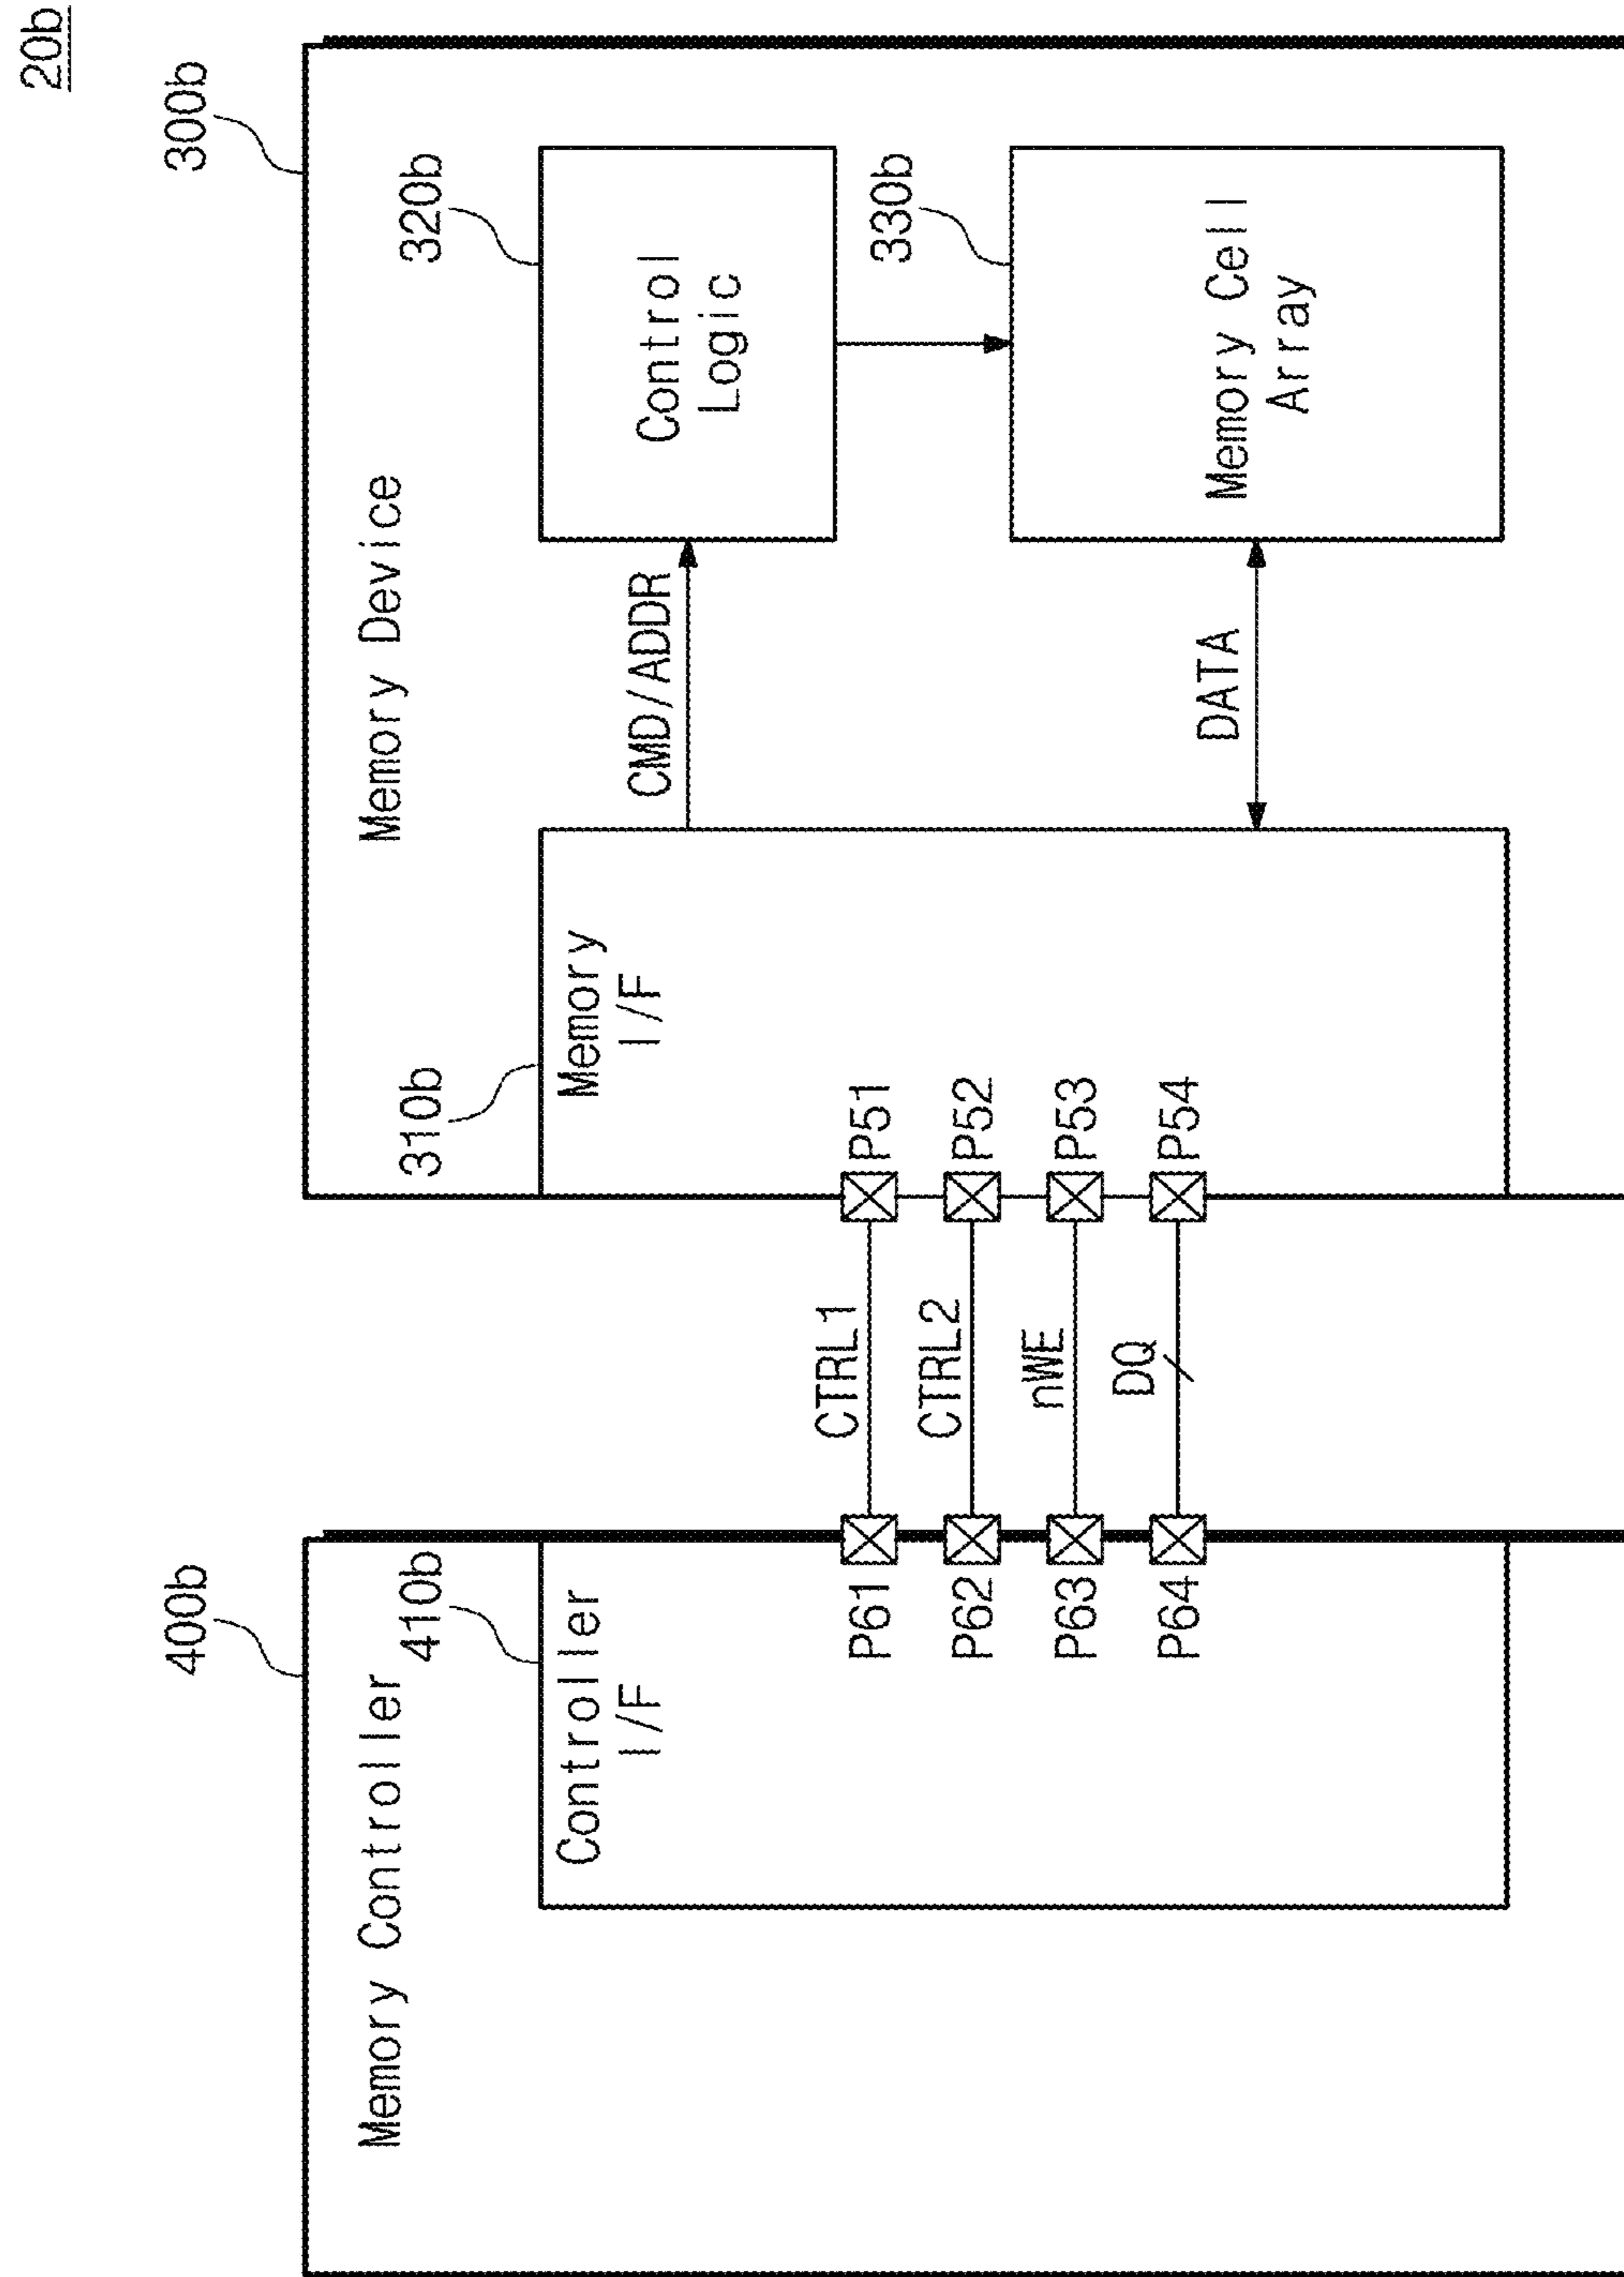 20b
400b
300b
Memory Controller
Memory Device
410b
310b
320b
Controller
I/F
Memory
I/F
CMD/ADDR
Control
Logic
P61
CTRL1
P51
P62
CTRL2
P52
330b
P63
nWE
P53
P64
DQ
P54
DATA
Memory Cell
Array